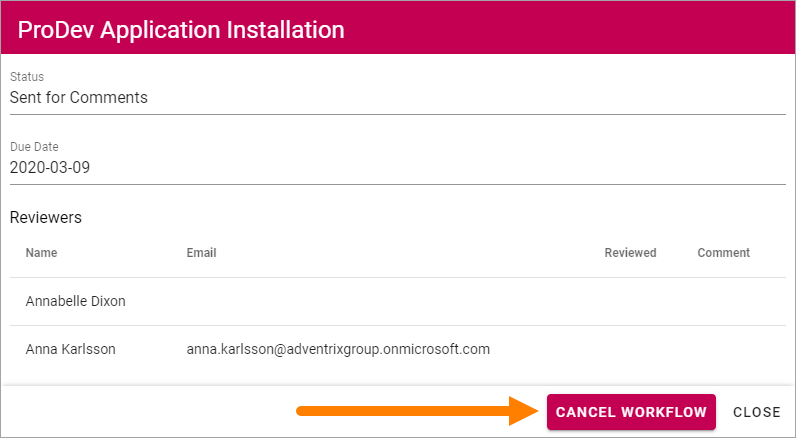 ProDev Application Installation
Status
Sent for Comments
Due Date
2020-03-09
Reviewers
Name Email Reviewed Comment
Annabelle Dixon
Anna Karlsson anna.karlsson@adventrixgroup.onmicrosoft.com
CANCEL WORKFLOW CLOSE